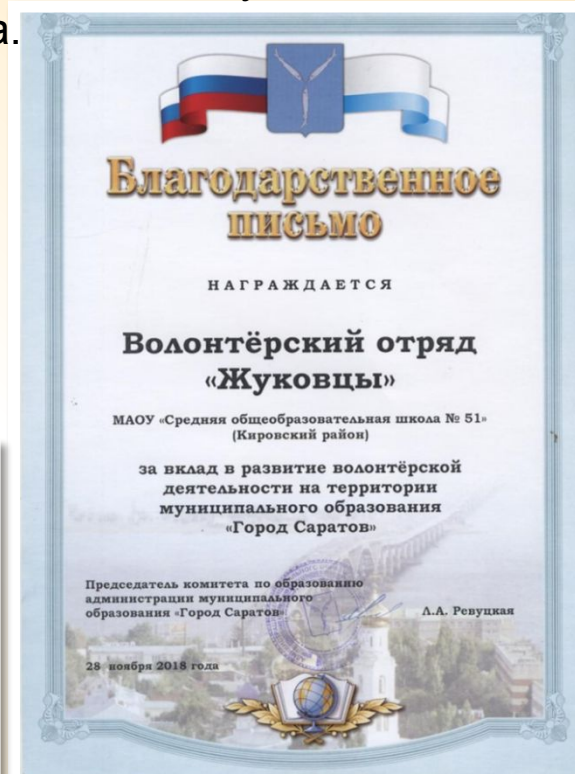 а.
Благодарственное
письмо
НАГРАЖДАЕТСЯ
Волонтёрский отряд
«Жуковцы»
МАОУ «Средняя общеобразовательная школа № 51»
(Кировский район)
за вклад в развитие волонтёрской
деятельности на территории
муниципального образования
«Город Саратов»
Председатель комитета по образованию
администрации муниципального
образования «Город Саратов»
Л.А. Ревуцкая
28 ноября 2018 года